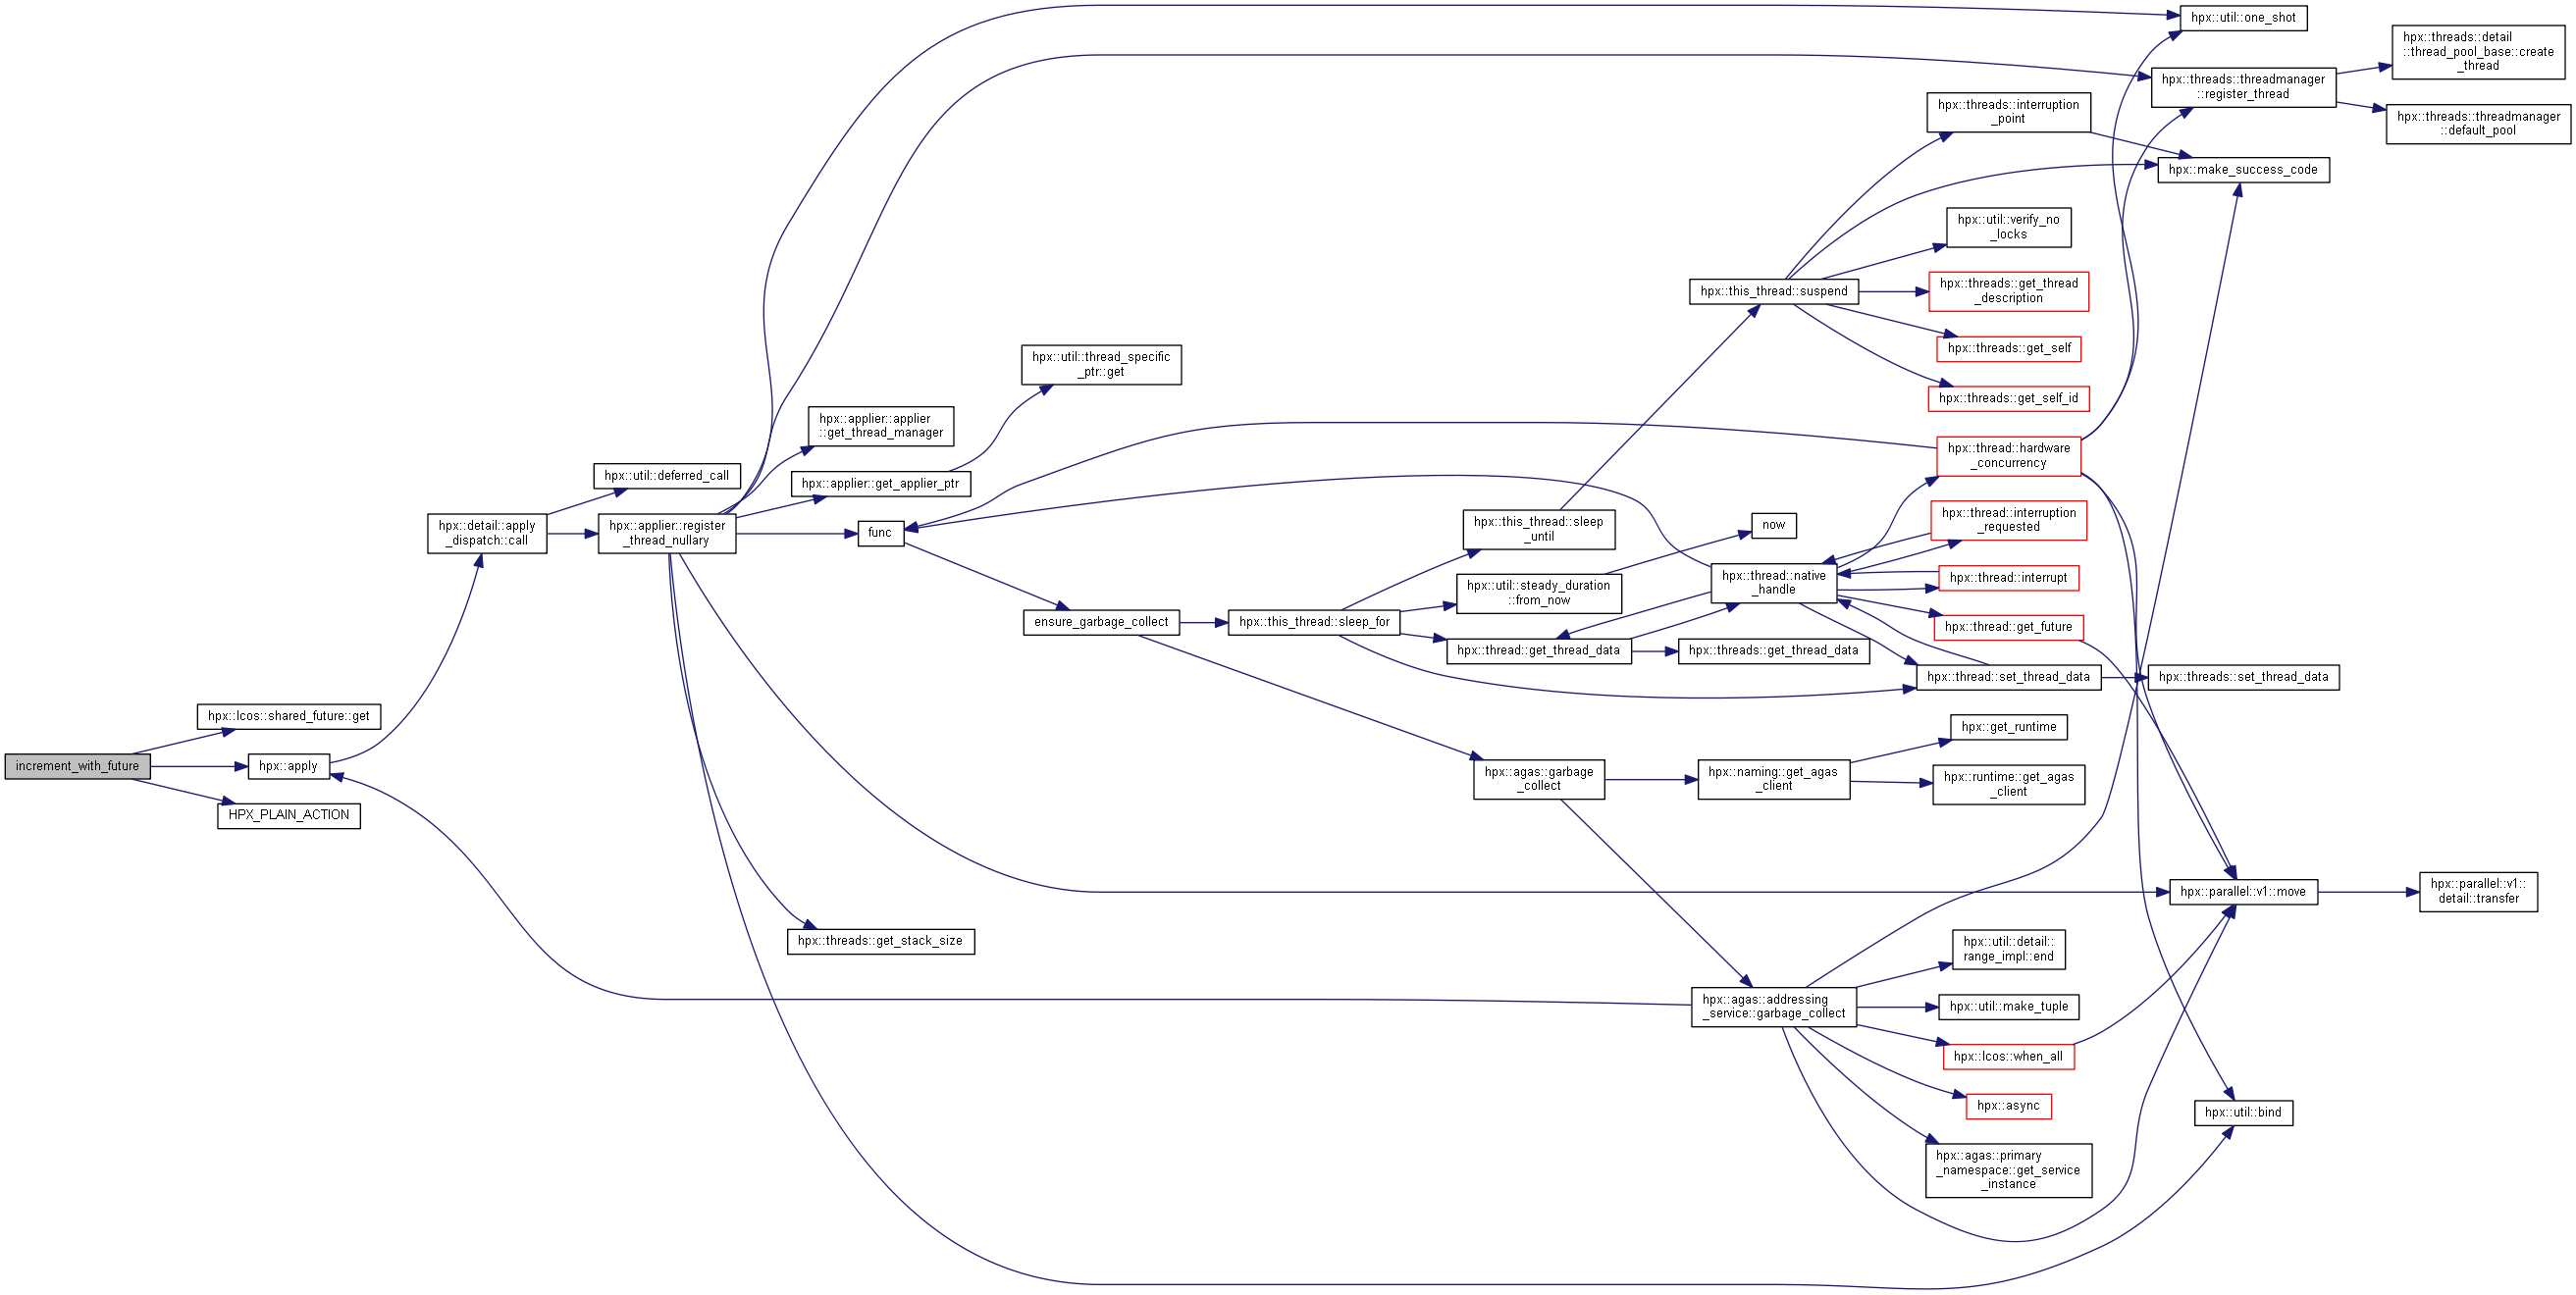 increment_with_future
hpx::lcos::shared_future::get
hpx::apply
HPX_PLAIN_ACTION
hpx::detail::apply
_dispatch::call
hpx::util::deferred_call
hpx::applier::register
_thread_nullary
hpx::applier::applier
::get_thread_manager
hpx::applier::get_applier_ptr
func
hpx::threads::get_stack_size
hpx::util::thread_specific
_ptr::get
ensure_garbage_collect
hpx::this_thread::sleep_for
hpx::this_thread::sleep
_until
hpx::util::steady_duration
::from_now
hpx::thread::get_thread_data
hpx::agas::garbage
_collect
hpx::this_thread::suspend
now
hpx::thread::native
_handle
hpx::threads::get_thread_data
hpx::naming::get_agas
_client
hpx::agas::addressing
_service::garbage_collect
hpx::threads::interruption
_point
hpx::util::verify_no
_locks
hpx::threads::get_thread
_description
hpx::threads::get_self
hpx::threads::get_self_id
hpx::thread::hardware
_concurrency
hpx::thread::interruption
_requested
hpx::thread::interrupt
hpx::thread::get_future
hpx::thread::set_thread_data
hpx::get_runtime
hpx::runtime::get_agas
_client
hpx::util::detail::
range_impl::end
hpx::util::make_tuple
hpx::lcos::when_all
hpx::async
hpx::agas::primary
_namespace::get_service
_instance
hpx::util::one_shot
hpx::threads::threadmanager
::register_thread
hpx::make_success_code
hpx::threads::set_thread_data
hpx::parallel::v1::move
hpx::util::bind
hpx::threads::detail
::thread_pool_base::create
_thread
hpx::threads::threadmanager
::default_pool
hpx::parallel::v1::
detail::transfer